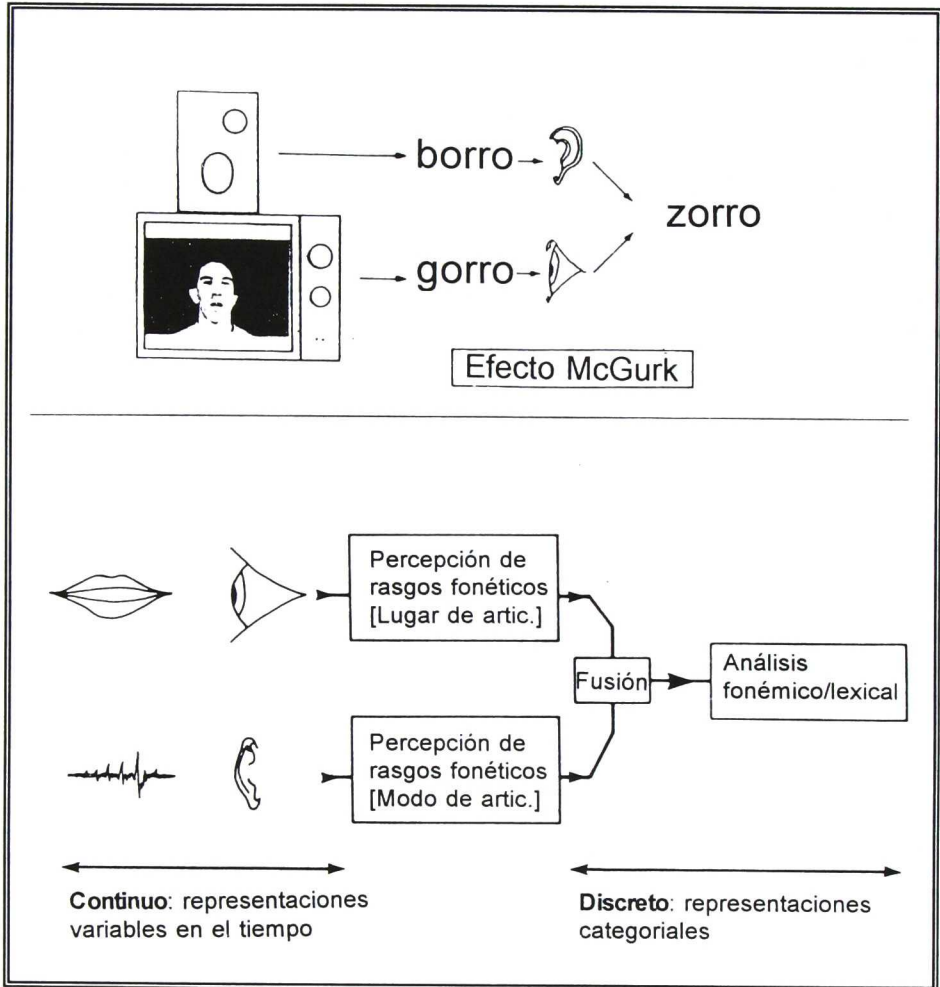 borro
zorro
gorro
Efecto McGurk
Percepción de
rasgos fonéticos
[Lugar de artic.]
Fusión
Análisis
fonémico/lexical
Percepción de
rasgos fonéticos
[Modo de artic.]
Continuo: representaciones
variables en el tiempo
Discreto: representaciones
categoriales